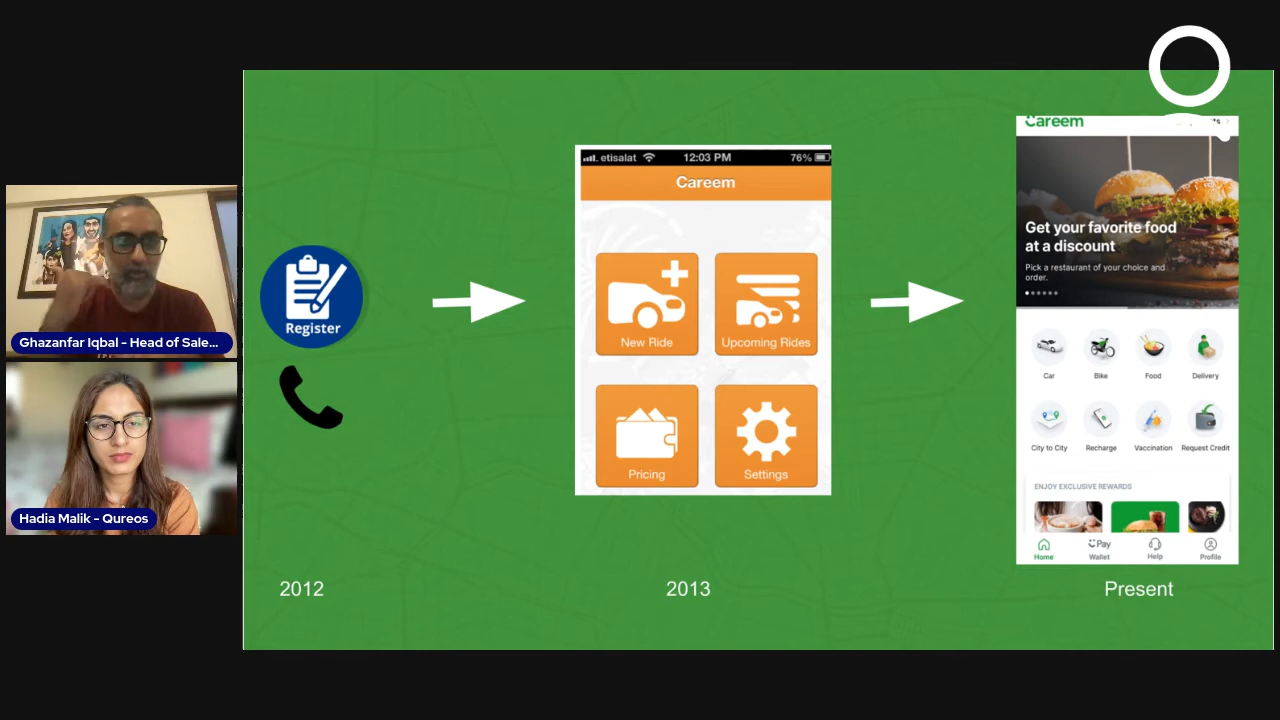 Ghazanfar Iqbal - Head of Sale...
Hadia Malik - Qureos
Register
2012
etisalat 12:03 PM 76%
Careem
New Ride
Upcoming Rides
Pricing
Settings
2013
Careem
Get your favorite food
at a discount
Pick a restaurant of your choice and
order.
Car
Bike
Food
Delivery
City to City
Recharge
Vaccination
Request Credit
ENJOY EXCLUSIVE REWARDS
Home
Pay
Wallet
Help
Profile
Present